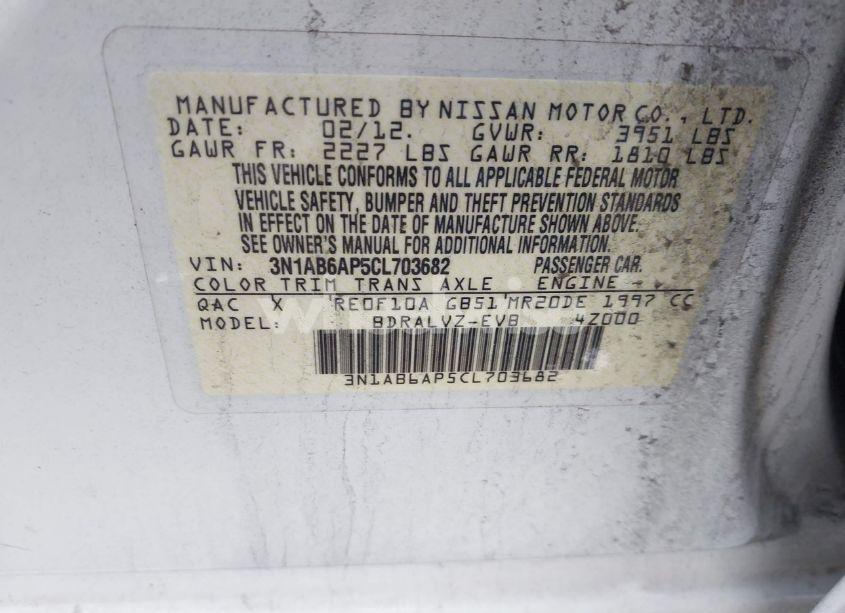 MANUFACTURED BY NISSAN MOTOR CO., LTD.
DATE: 02/12. GVWR: 3951 LBS
GAWR FR: 2227 LBS GAWR RR: 1810 LBS
THIS VEHICLE CONFORMS TO ALL APPLICABLE FEDERAL MOTOR
VEHICLE SAFETY, BUMPER AND THEFT PREVENTION STANDARDS
IN EFFECT ON THE DATE OF MANUFACTURE SHOWN ABOVE.
SEE OWNER'S MANUAL FOR ADDITIONAL INFORMATION.
VIN: 3N1AB6AP5CL703682 PASSENGER CAR.
COLOR TRIM TRANS AXLE ENGINE
QAC X RE0F10A GB51 MR20DE 1997 CC
MODEL: BDRALVZ-EVB 4Z000
3N1AB6AP5CL703682